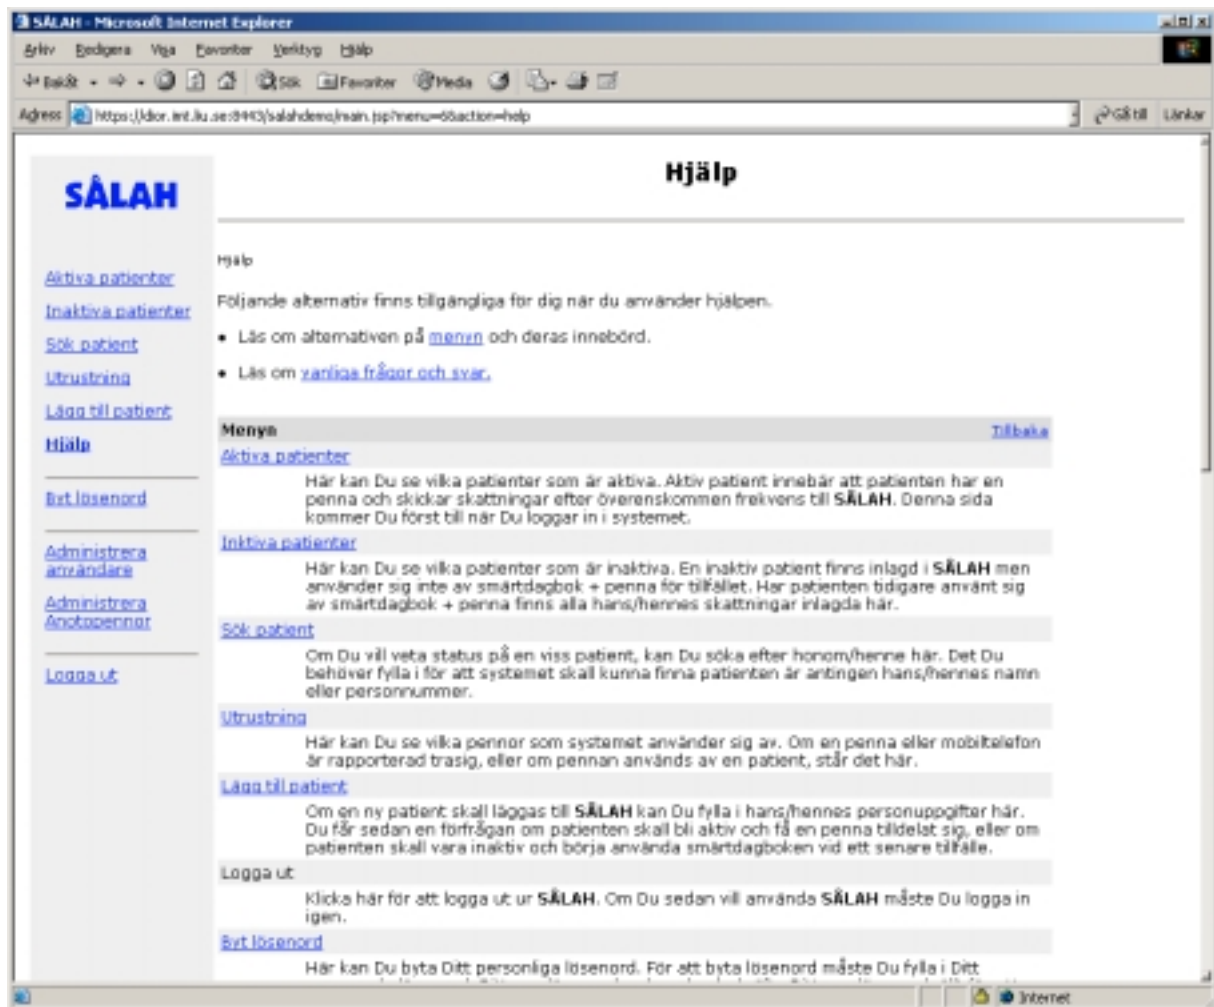 SÅLAH - Microsoft Internet Explorer
Arkiv Redigera Visa Favoriter Verktyg Hjälp
Bakåt Sök Favoriter Media
Adress https://idior.imt.liu.se:8443/salahdemo/main.jsp?menu=6&action=help Gå till Länkar
SÅLAH
Aktiva patienter
Inaktiva patienter
Sök patient
Utrustning
Lägg till patient
Hjälp
Byt lösenord
Administrera
användare
Administrera
Anotopennor
Logga ut
Hjälp
Hjälp
Följande alternativ finns tillgängliga för dig når du använder hjälpen.
• Läs om alternativen på menyn och deras innebörd.
• Läs om vanliga frågor och svar.
Menyn Tillbaka
Aktiva patienter
Här kan Du se vilka patienter som är aktiva. Aktiv patient innebär att patienten har en
penna och skickar skattningar efter överenskommen frekvens till SÅLAH. Denna sida
kommer Du först till när Du loggar in i systemet.
Inktiva patienter
Här kan Du se vilka patienter som är inaktiva. En inaktiv patient finns inlagd i SÅLAH men
använder sig inte av smärtdagbok + penna för tillfället. Har patienten tidigare använt sig
av smärtdagbok + penna finns alla hans/hennes skattningar inlagda här.
Sök patient
Om Du vill veta status på en viss patient, kan Du söka efter honom/henne här. Det Du
behöver fylla i för att systemet skall kunna finna patienten är antingen hans/hennes namn
eller personnummer.
Utrustning
Här kan Du se vilka pennor som systemet använder sig av. Om en penna eller mobiltelefon
är rapporterad trasig, eller om pennan används av en patient, står det här.
Lägg till patient
Om en ny patient skall läggas till SÅLAH kan Du fylla i hans/hennes personuppgifter här.
Du får sedan en förfrågan om patienten skall bli aktiv och få en penna tilldelat sig, eller om
patienten skall vara inaktiv och börja använda smärtdagboken vid ett senare tillfälle.
Logga ut
Klicka här för att logga ut ur SÅLAH. Om Du sedan vill använda SÅLAH måste Du logga in
igen.
Byt lösenord
Här kan Du byta Ditt personliga lösenord. För att byta lösenord måste Du fylla i Ditt
Internet